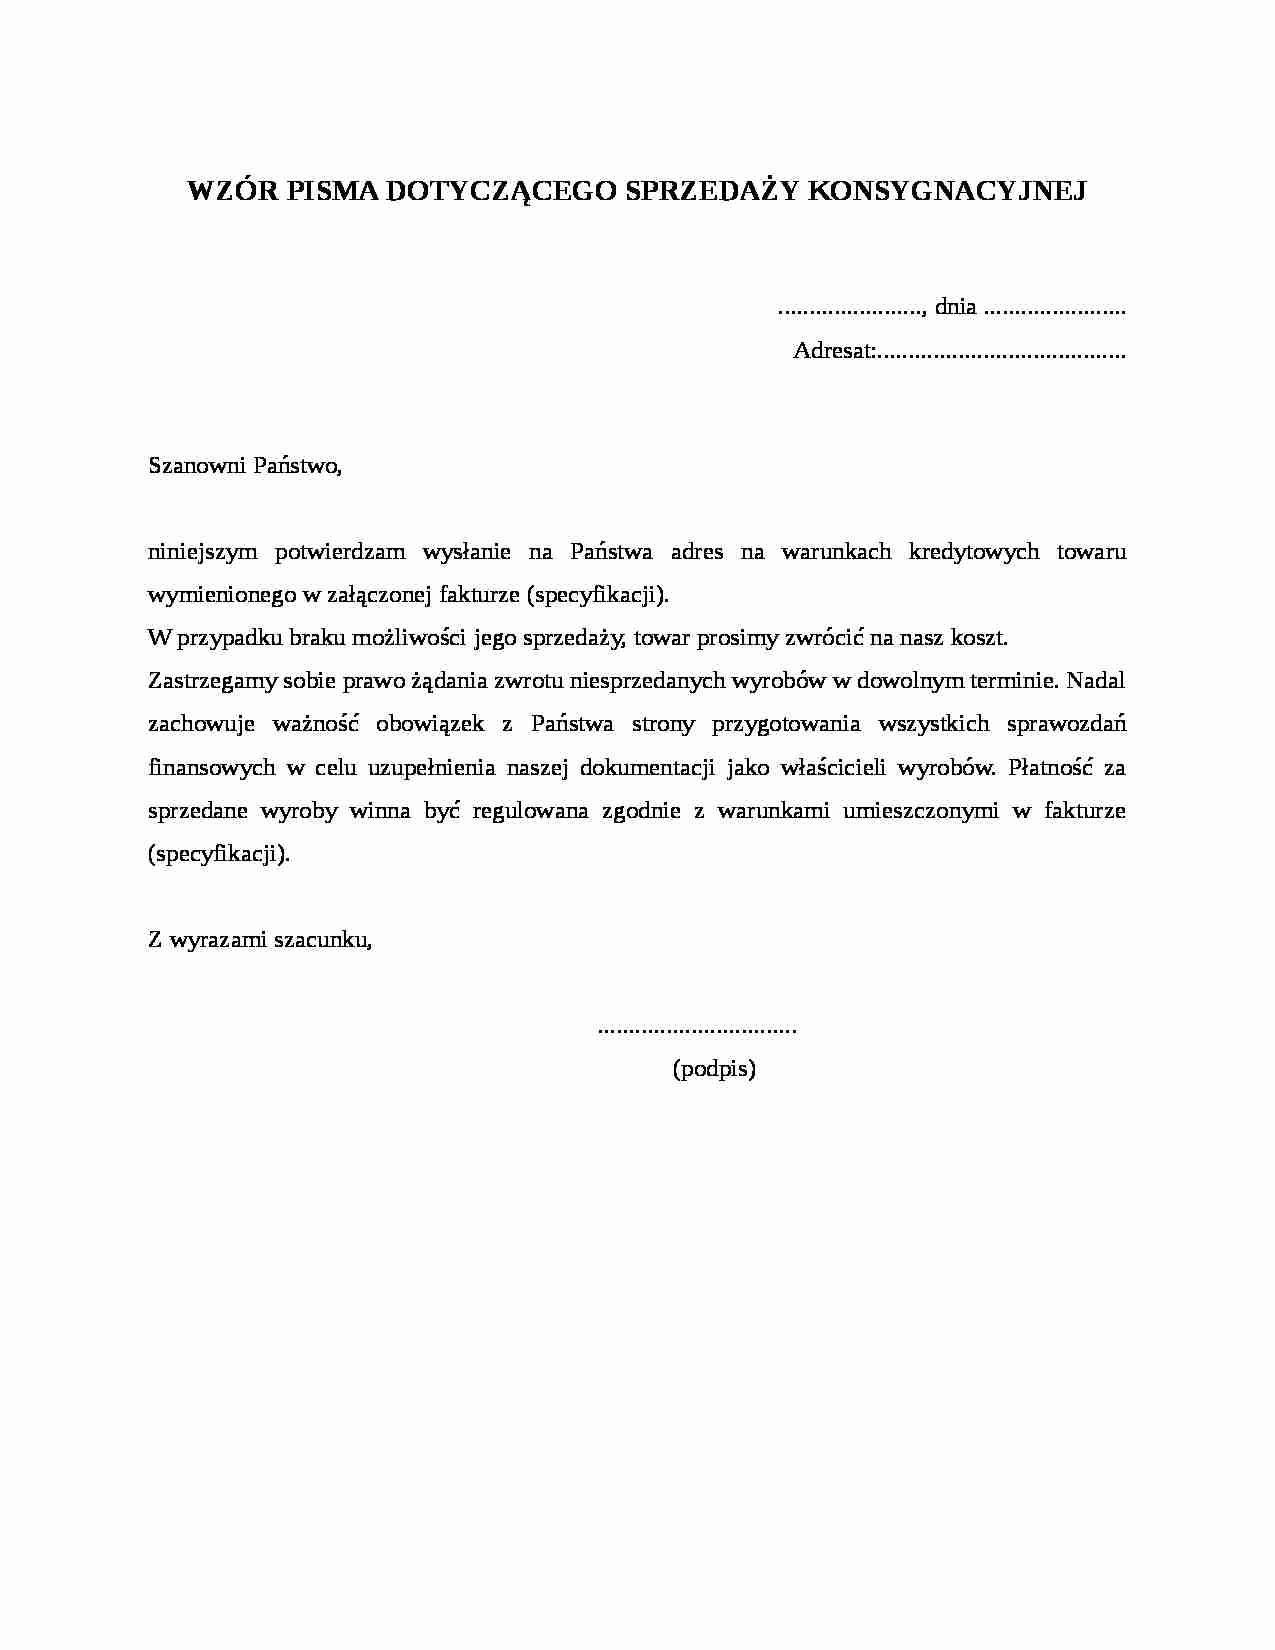 WZÓR PISMA DOTYCZĄCEGO SPRZEDAŻY KONSYGNACYJNEJ
......................., dnia .......................
Adresat:........................................
Szanowni Państwo,
niniejszym potwierdzam wysłanie na Państwa adres na warunkach kredytowych towaru
wymienionego w załączonej fakturze (specyfikacji).
W przypadku braku możliwości jego sprzedaży, towar prosimy zwrócić na nasz koszt.
Zastrzegamy sobie prawo żądania zwrotu niesprzedanych wyrobów w dowolnym terminie. Nadal
zachowuje ważność obowiązek z Państwa strony przygotowania wszystkich sprawozdań
finansowych w celu uzupełnienia naszej dokumentacji jako właścicieli wyrobów. Płatność za
sprzedane wyroby winna być regulowana zgodnie z warunkami umieszczonymi w fakturze
(specyfikacji).
Z wyrazami szacunku,
................................
(podpis)